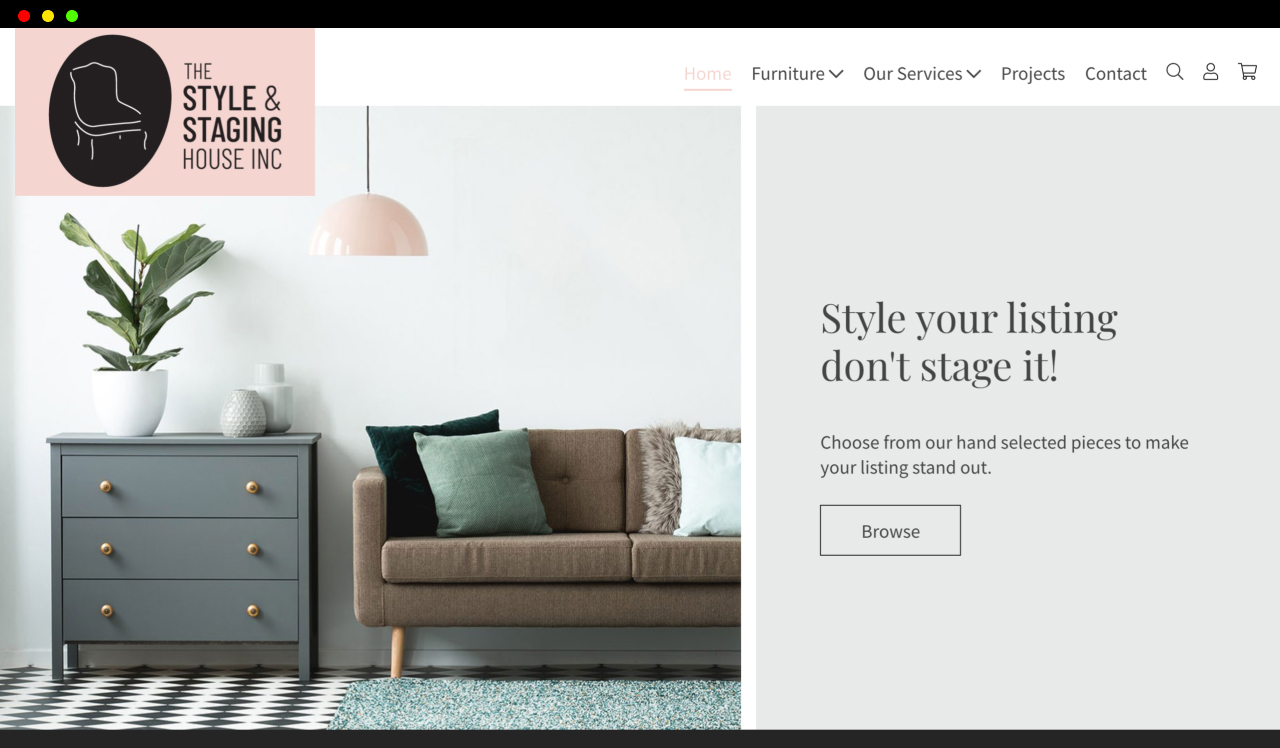 THE
STYLE &
STAGING
HOUSE INC
Home Furniture Our Services Projects Contact
Style your listing
don't stage it!
Choose from our hand selected pieces to make
your listing stand out.
Browse